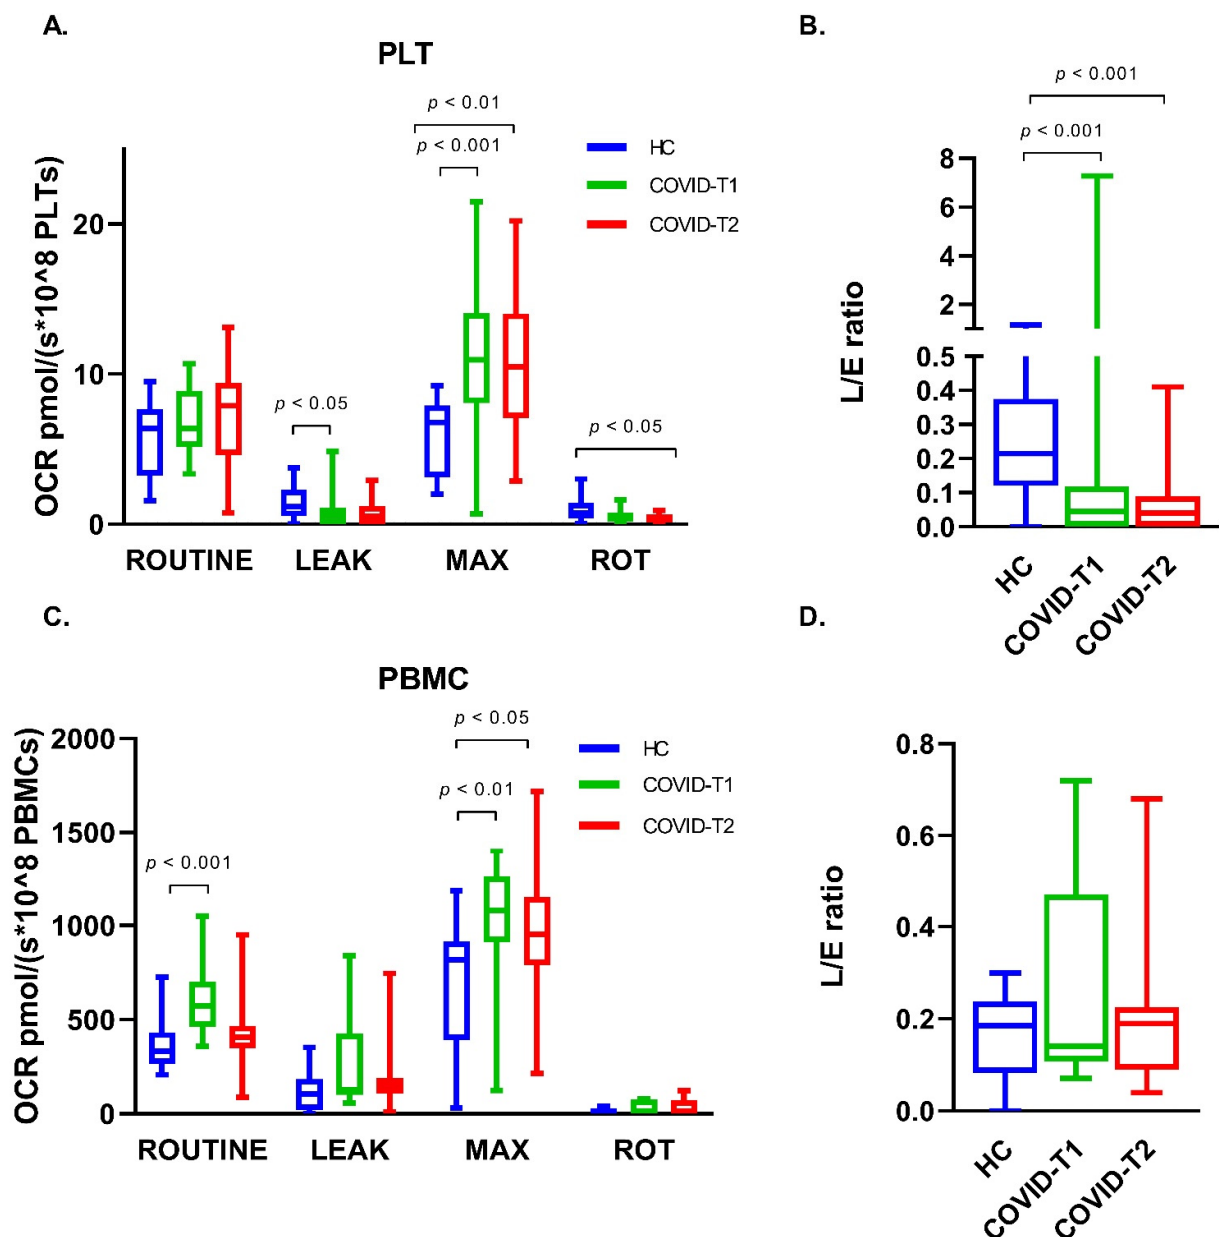 A.
PLT
p < 0.01
p < 0.001
HC
COVID-T1
COVID-T2
OCR pmol/(s*10^8 PLTs)
20
10
0
p < 0.05
p < 0.05
ROUTINE LEAK MAX ROT
B.
p < 0.001
p < 0.001
L/E ratio
8
6
4
2
0.5
0.4
0.3
0.2
0.1
0.0
HC
COVID-T1
COVID-T2
C.
PBMC
p < 0.05
p < 0.01
p < 0.001
HC
COVID-T1
COVID-T2
OCR pmol/(s*10^8 PBMCs)
2000
1500
1000
500
0
ROUTINE LEAK MAX ROT
D.
L/E ratio
0.8
0.6
0.4
0.2
0.0
HC
COVID-T1
COVID-T2